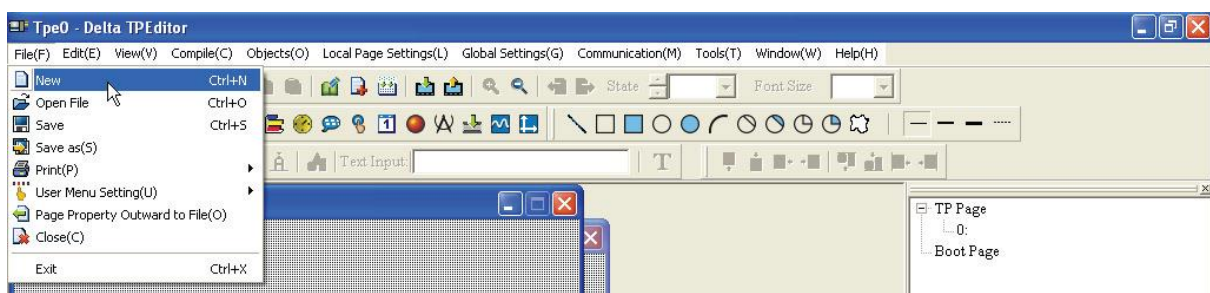 Tpe0 - Delta TPEditor
File(F) Edit(E) View(V) Compile(C) Objects(O) Local Page Settings(L) Global Settings(G) Communication(M) Tools(T) Window(W) Help(H)
New Ctrl+N
State Font Size
Open File Ctrl+O
Save Ctrl+S
Save as(S)
Print(P)
Text Input:
User Menu Setting(U)
Page Property Outward to File(O)
Close(C)
Exit Ctrl+X
TP Page
0:
Boot Page